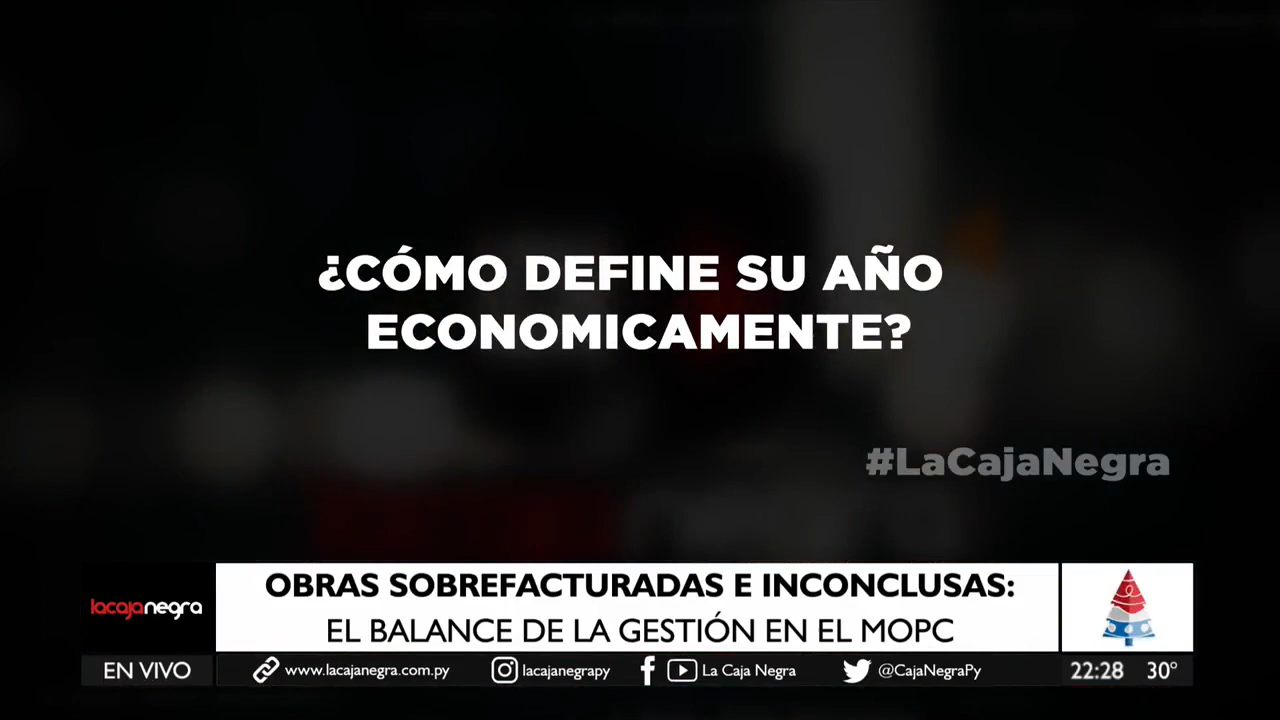 ¿CÓMO DEFINE SU AÑO
ECONOMICAMENTE?
#LaCajaNegra
lacajanegra
OBRAS SOBREFACTURADAS E INCONCLUSAS:
EL BALANCE DE LA GESTIÓN EN EL MOPC
EN VIVO www.lacajanegra.com.py lacajanegrapy La Caja Negra @CajaNegraPy 22:28 30°